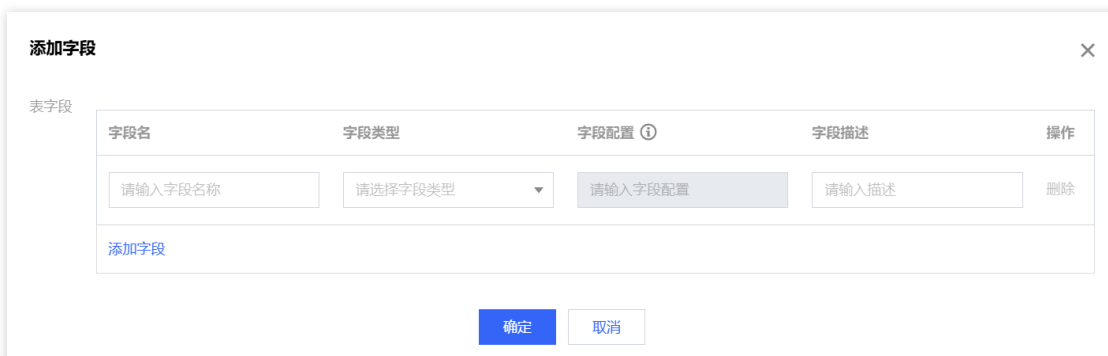 添加字段
表字段
字段名 字段类型 字段配置 操作 字段描述
请输入字段名称 请选择字段类型 请输入字段配置 请输入描述 删除
添加字段
确定 取消